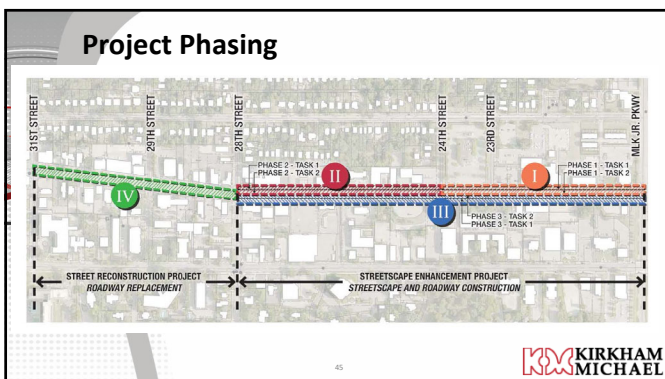 Project Phasing
31ST STREET
29TH STREET
28TH STREET
24TH STREET
23RD STREET
MLK JR. PKWY
PHASE 2 - TASK 1
PHASE 2 - TASK 2
II
I
PHASE 1 - TASK 1
PHASE 1 - TASK 2
IV
III
PHASE 3 - TASK 2
PHASE 3 - TASK 1
STREET RECONSTRUCTION PROJECT
ROADWAY REPLACEMENT
STREETSCAPE ENHANCEMENT PROJECT
STREETSCAPE AND ROADWAY CONSTRUCTION
45
KM KIRKHAM
MICHAEL